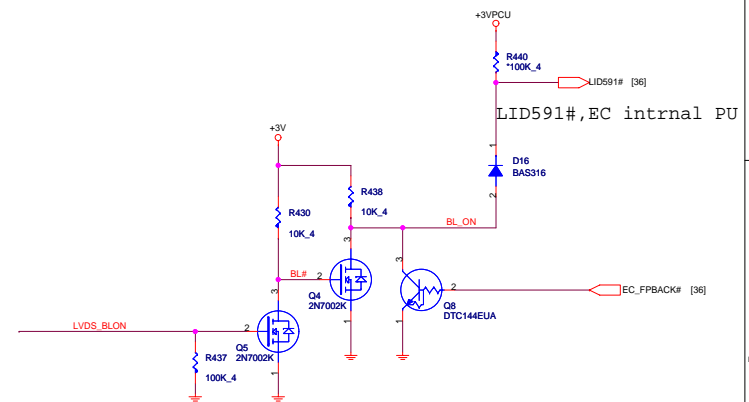 +3VPCU
R440
*100K_4
LID591# [36]
LID591#,EC intrnal PU
+3V
1
D16
BAS316
2
R430
10K_4
R438
10K_4
BL_ON
3
3
BL#
2
2
EC_FPBACK# [36]
Q4
2N7002K
Q8
DTC144EUA
3
1
1
LVDS_BLON
2
Q5
2N7002K
R437
100K_4
1